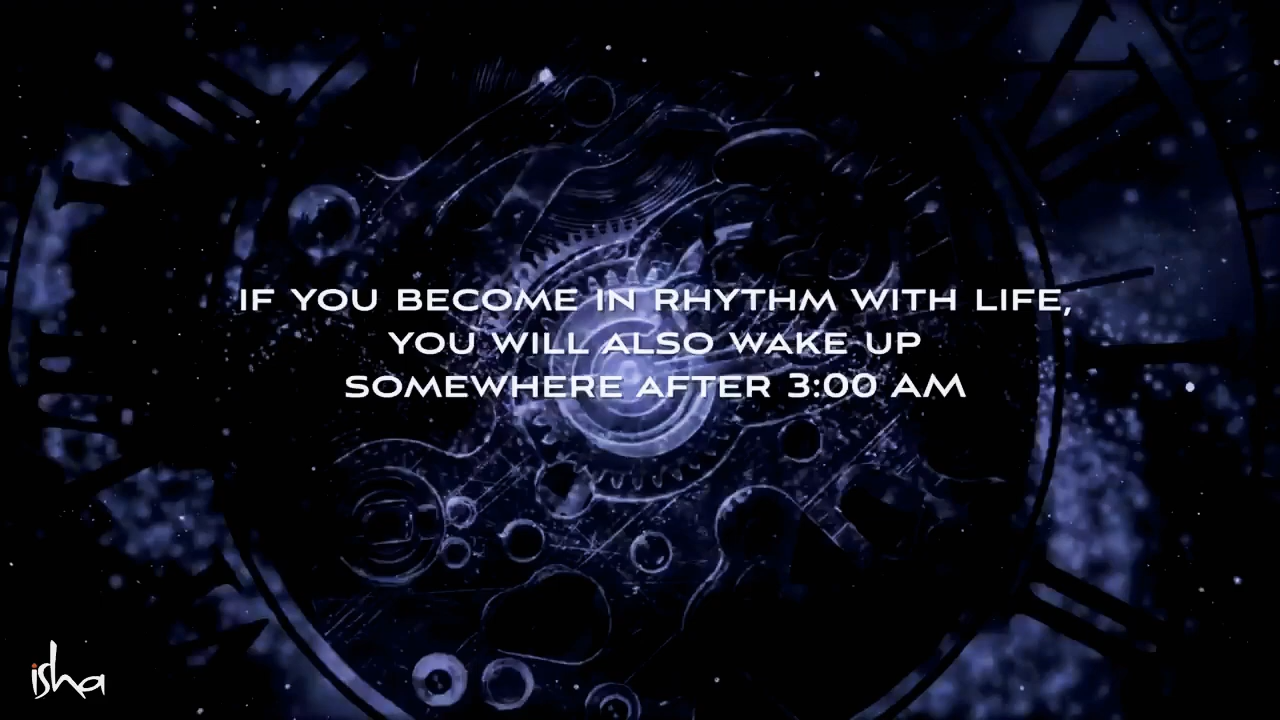 IF YOU BECOME IN RHYTHM WITH LIFE,
YOU WILL ALSO WAKE UP
SOMEWHERE AFTER 3:00 AM
isha